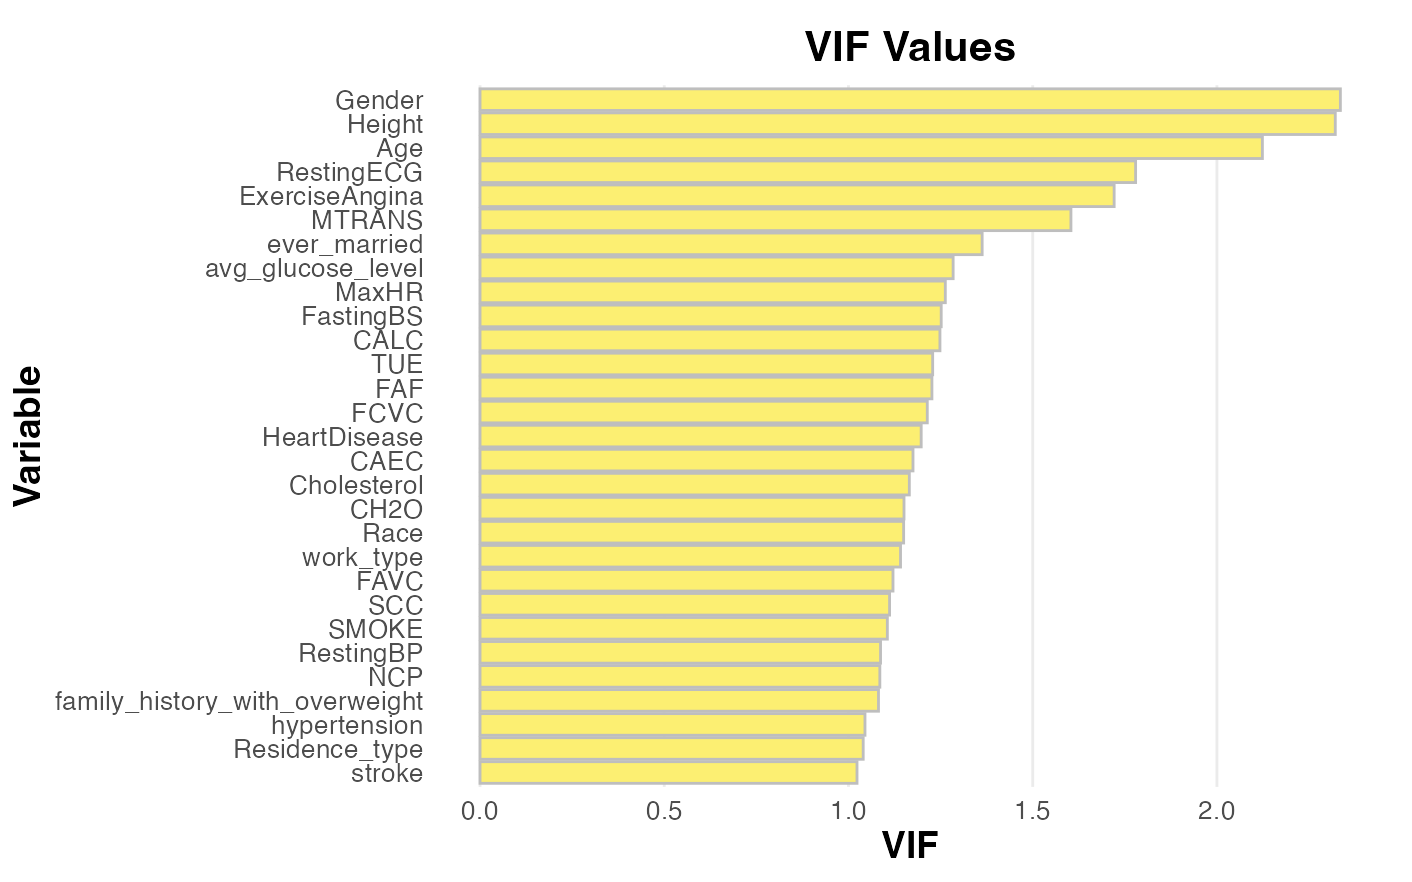 VIF Values
Gender
Height
Age
RestingECG
ExerciseAngina
MTRANS
ever_married
avg_glucose_level
MaxHR
FastingBS
CALC
TUE
FAF
FCVC
HeartDisease
CAEC
Cholesterol
CH2O
Race
work_type
FAVC
SCC
SMOKE
RestingBP
NCP
family_history_with_overweight
hypertension
Residence_type
stroke
Variable
0.0 0.5 1.0 1.5 2.0
VIF